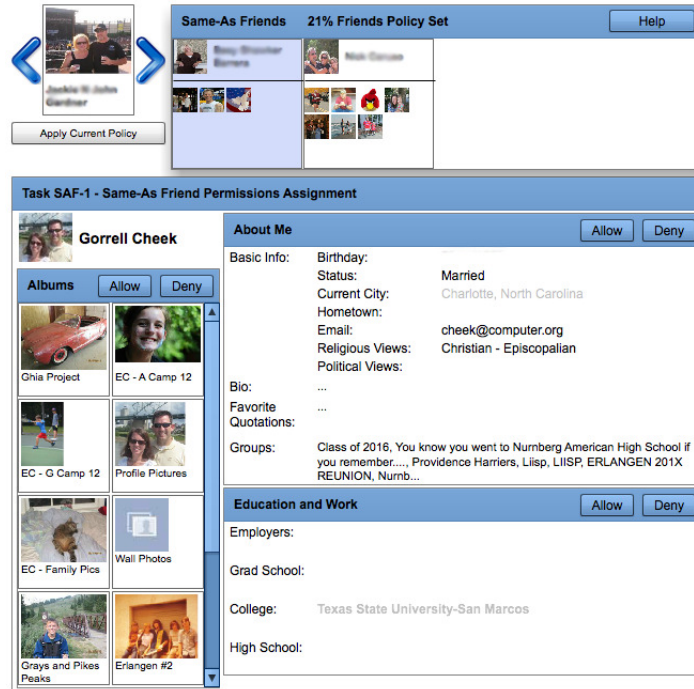 Same-As Friends 21% Friends Policy Set Help
Apply Current Policy
Task SAF-1 - Same-As Friend Permissions Assignment
Gorrell Cheek
Albums Allow Deny
Ghia Project EC - A Camp 12
EC - G Camp 12 Profile Pictures
EC - Family Pics Wall Photos
Grays and Pikes
Peaks
Erlangen #2
About Me Allow Deny
Basic Info: Birthday:
Status: Married
Current City: Charlotte, North Carolina
Hometown:
Email: cheek@computer.org
Religious Views: Christian - Episcopalian
Political Views:
Bio: ...
Favorite
Quotations:
...
Groups: Class of 2016, You know you went to Nurnberg American High School if
you remember...., Providence Harriers, Liisp, LIISP, ERLANGEN 201X
REUNION, Nurnb...
Education and Work Allow Deny
Employers:
Grad School:
College: Texas State University-San Marcos
High School: